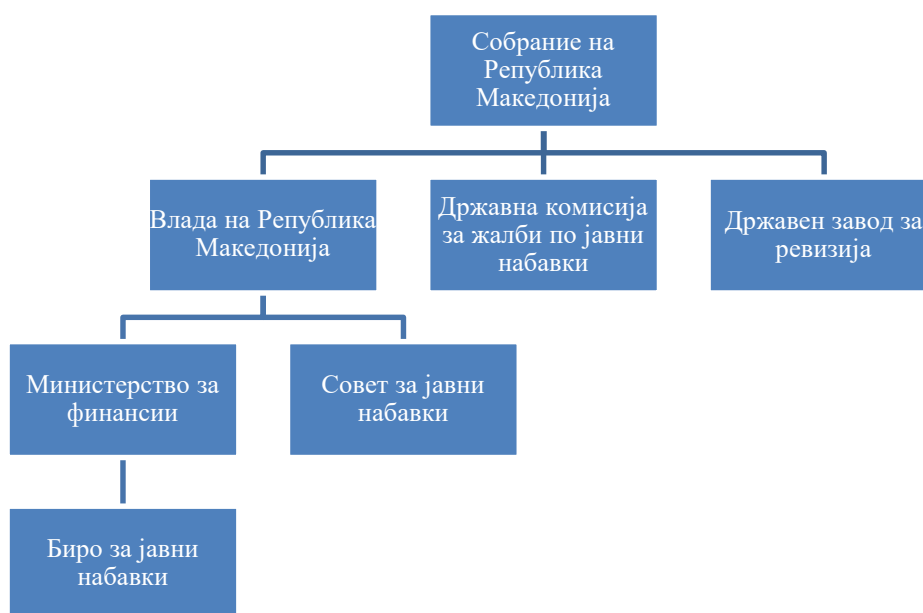 Собрание на
Република
Македонија
Влада на Република
Македонија
Државна комисија
за жалби по јавни
набавки
Државен завод за
ревизија
Министерство за
финансии
Совет за јавни
набавки
Биро за јавни
набавки